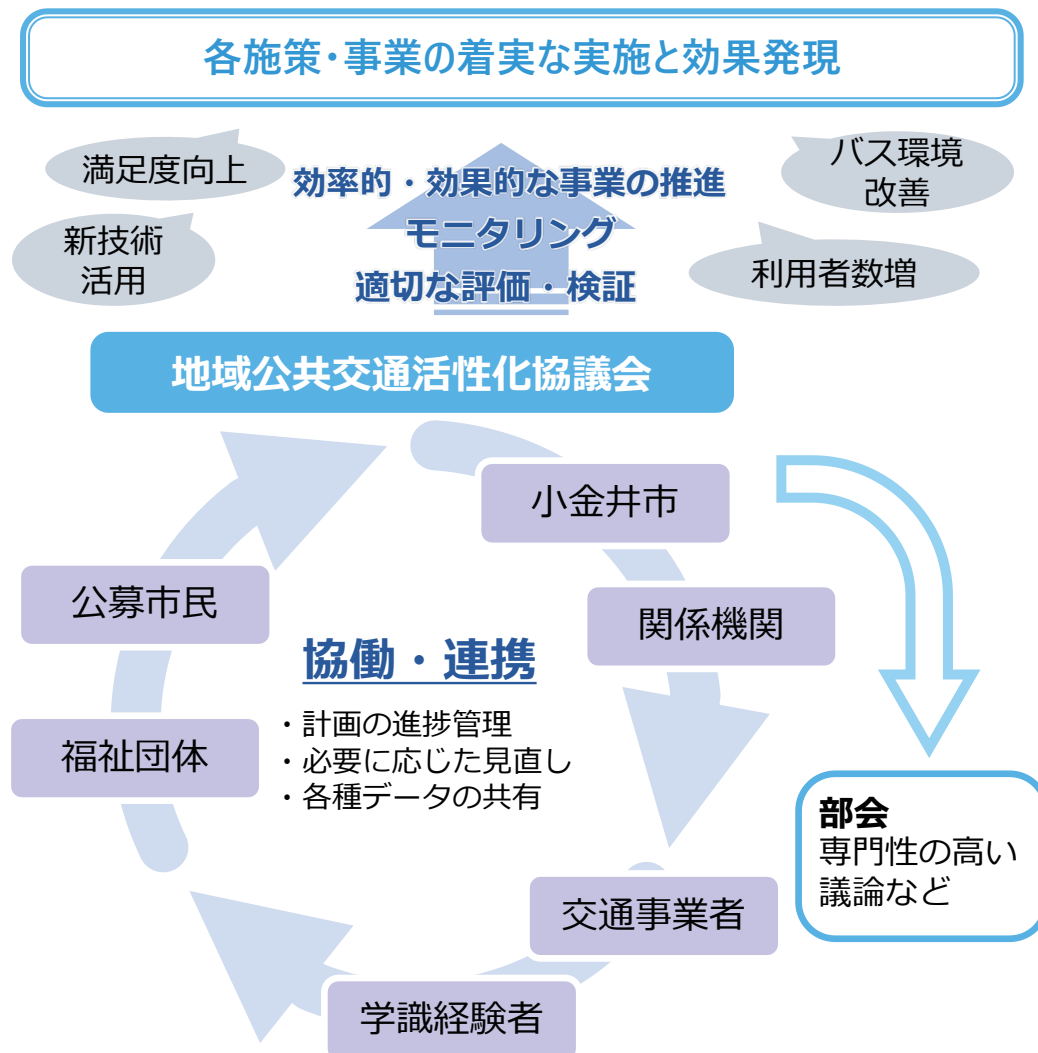 各施策・事業の着実な実施と効果発現
満足度向上
バス環境
改善
効率的・効果的な事業の推進
モニタリング
適切な評価・検証
新技術
活用
利用者数増
地域公共交通活性化協議会
小金井市
関係機関
交通事業者
学識経験者
福祉団体
公募市民
協働・連携
・計画の進捗管理
・必要に応じた見直し
・各種データの共有
部会
専門性の高い
議論など